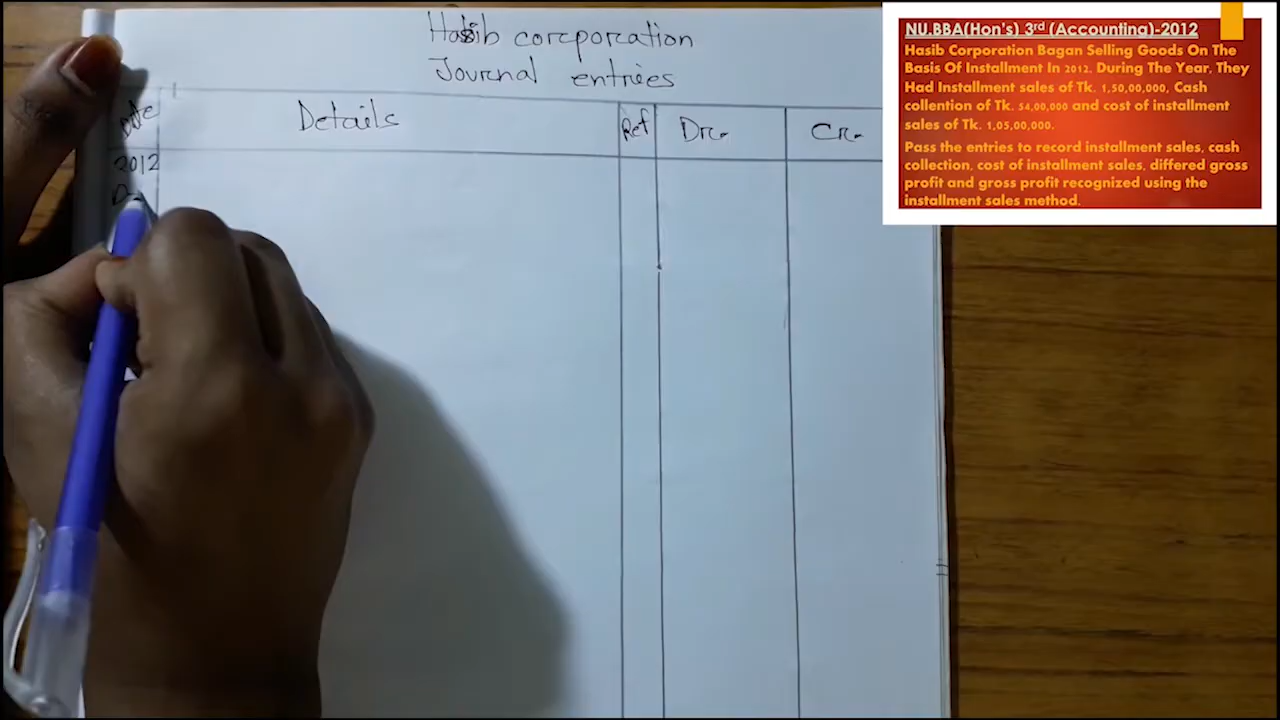 Hasib corporation
Journal entries
Date Details Ref Dr. Cr.
2012
NU.BBA(Hon's) 3rd (Accounting)-2012
Hasib Corporation Bagan Selling Goods On The
Basis Of Installment In 2012. During The Year, They
Had Installment sales of Tk. 1,50,00,000, Cash
collention of Tk. 54,00,000 and cost of installment
sales of Tk. 1,05,00,000.
Pass the entries to record installment sales, cash
collection, cost of installment sales, differed gross
profit and gross profit recognized using the
installment sales method.